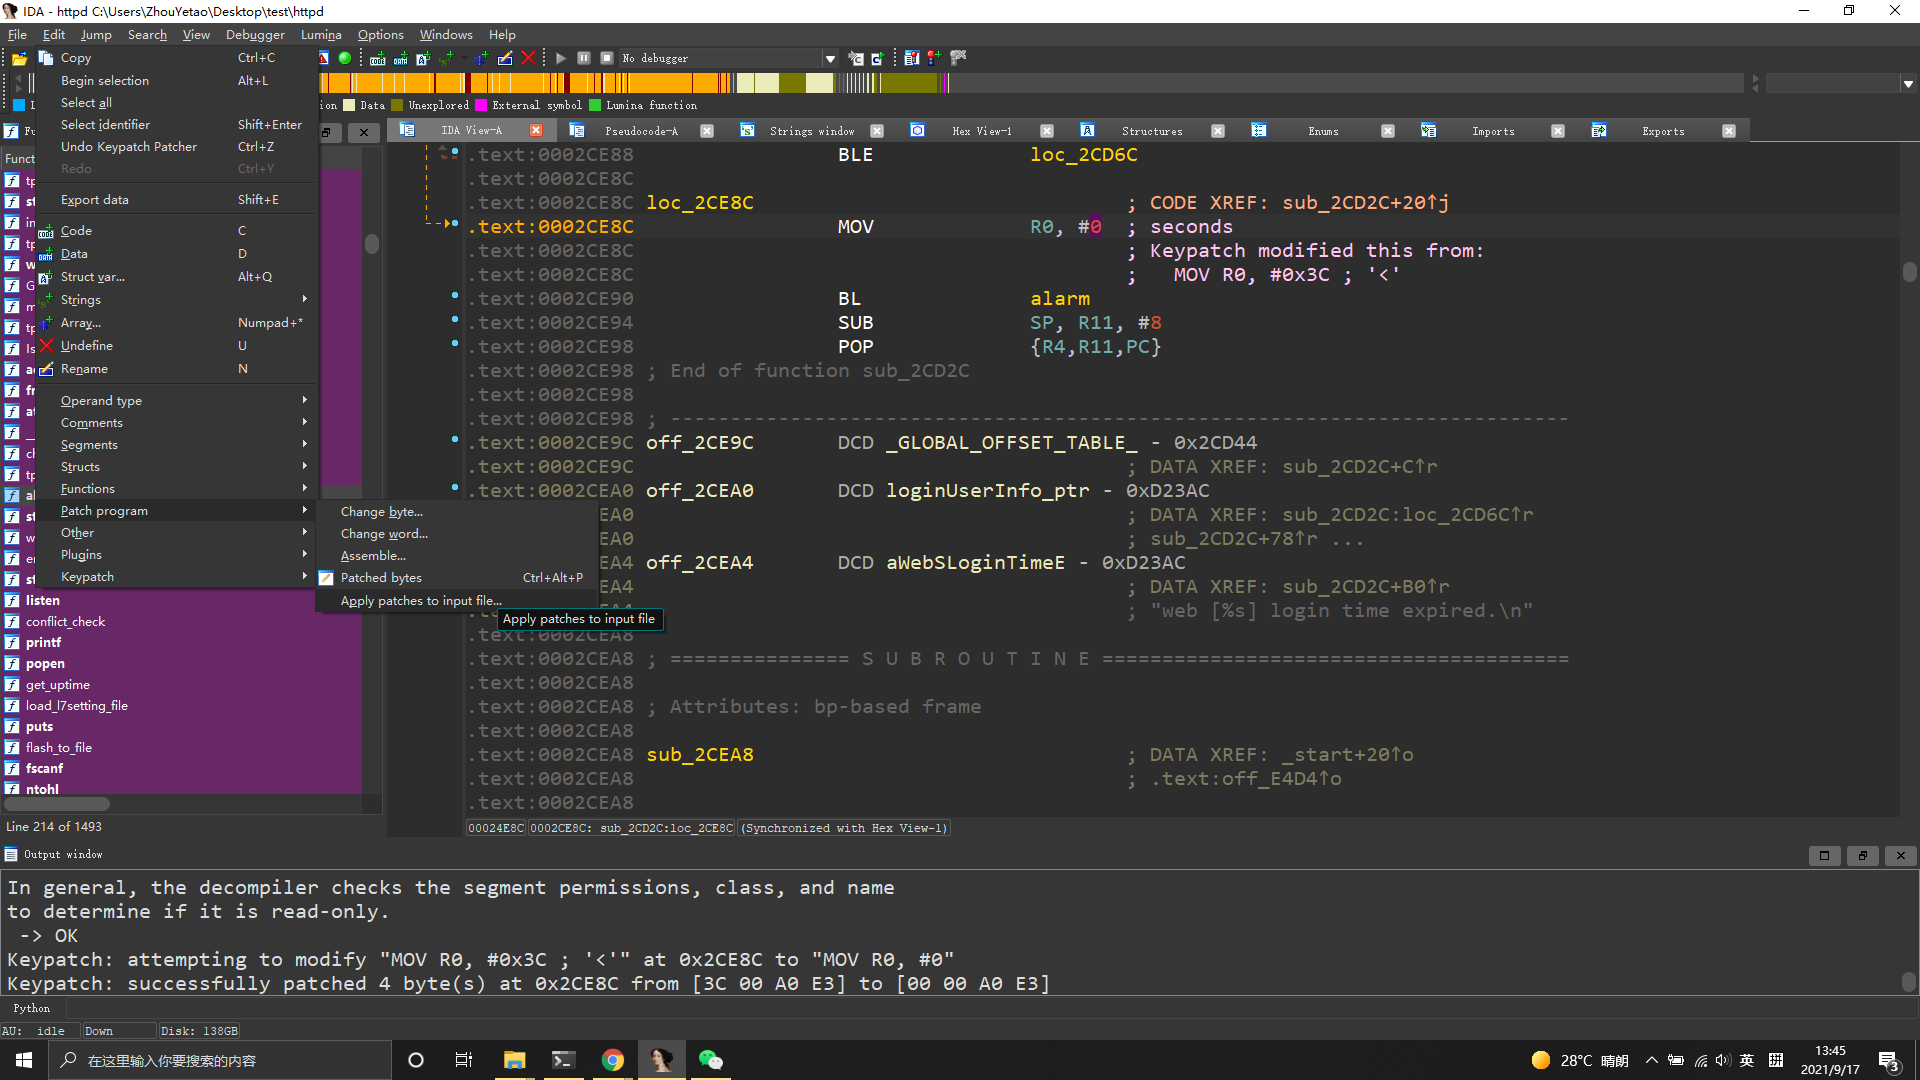 IDA - httpd C:\Users\ZhouYetao\Desktop\test\httpd
File Edit Jump Search View Debugger Lumina Options Windows Help
No debugger
Copy Ctrl+C
Begin selection Alt+L
Select all
Select identifier Shift+Enter
Undo Keypatch Patcher Ctrl+Z
Redo Ctrl+Y
Export data Shift+E
Code C
Data D
Struct var... Alt+Q
Strings
Array... Numpad+*
Undefine U
Rename N
Operand type
Comments
Segments
Structs
Functions
Patch program
Other
Plugins
Keypatch
Change byte...
Change word...
Assemble...
Patched bytes Ctrl+Alt+P
Apply patches to input file...
Apply patches to input file
Data Unexplored External symbol Lumina function
IDA View-A Pseudocode-A Strings window Hex View-1 Structures Enums Imports Exports
Funct
listen
conflict_check
printf
popen
get_uptime
load_l7setting_file
puts
flash_to_file
fscanf
ntohl
Line 214 of 1493
.text:0002CE88 BLE loc_2CD6C
.text:0002CE8C
.text:0002CE8C loc_2CE8C ; CODE XREF: sub_2CD2C+20↑j
.text:0002CE8C MOV R0, #0 ; seconds
.text:0002CE8C ; Keypatch modified this from:
.text:0002CE8C ; MOV R0, #0x3C ; '<'
.text:0002CE90 BL alarm
.text:0002CE94 SUB SP, R11, #8
.text:0002CE98 POP {R4,R11,PC}
.text:0002CE98 ; End of function sub_2CD2C
.text:0002CE98
.text:0002CE98 ; ---------------------------------------------------------------------------
.text:0002CE9C off_2CE9C DCD _GLOBAL_OFFSET_TABLE_ - 0x2CD44
.text:0002CE9C ; DATA XREF: sub_2CD2C+C↑r
.text:0002CEA0 off_2CEA0 DCD loginUserInfo_ptr - 0xD23AC
EA0 ; DATA XREF: sub_2CD2C:loc_2CD6C↑r
EA0 ; sub_2CD2C+78↑r ...
EA4 off_2CEA4 DCD aWebSLoginTimeE - 0xD23AC
EA4 ; DATA XREF: sub_2CD2C+B0↑r
; "web [%s] login time expired.\n"
.text:0002CEA8
.text:0002CEA8 ; =============== S U B R O U T I N E =======================================
.text:0002CEA8
.text:0002CEA8 ; Attributes: bp-based frame
.text:0002CEA8
.text:0002CEA8 sub_2CEA8 ; DATA XREF: _start+20↑o
.text:0002CEA8 ; .text:off_E4D4↑o
.text:0002CEA8
00024E8C 0002CE8C: sub_2CD2C:loc_2CE8C (Synchronized with Hex View-1)
Output window
In general, the decompiler checks the segment permissions, class, and name
to determine if it is read-only.
-> OK
Keypatch: attempting to modify "MOV R0, #0x3C ; '<'" at 0x2CE8C to "MOV R0, #0"
Keypatch: successfully patched 4 byte(s) at 0x2CE8C from [3C 00 A0 E3] to [00 00 A0 E3]
Python
AU: idle Down Disk: 138GB
在这里输入你要搜索的内容
28°C 晴朗
英
13:45
2021/9/17
3